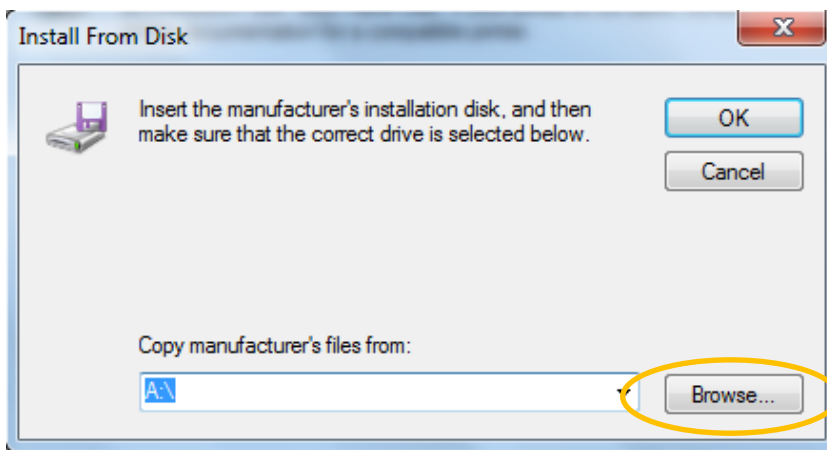 Install From Disk
Insert the manufacturer's installation disk, and then
make sure that the correct drive is selected below.
OK
Cancel
Copy manufacturer's files from:
A:\
Browse...